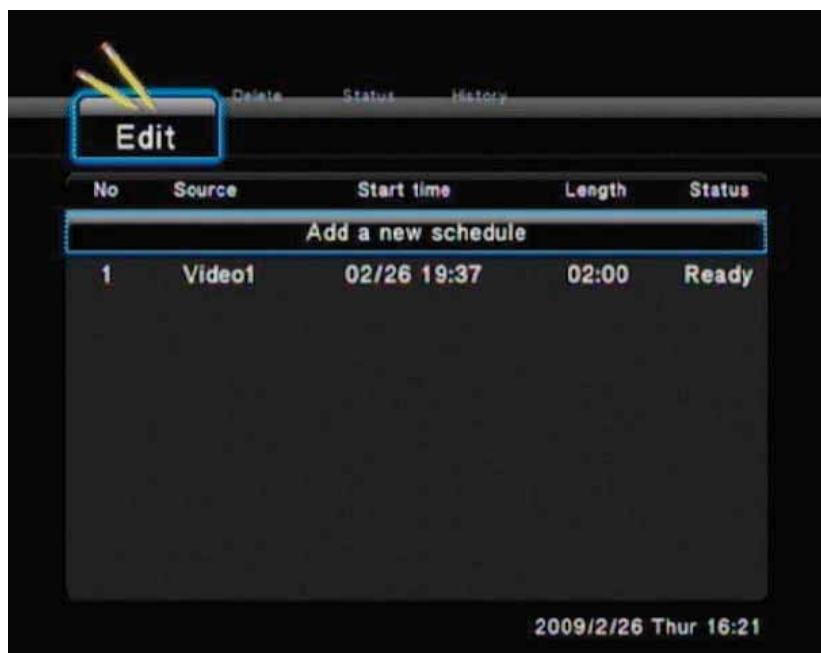 Delete Status History
Edit
No Source Start time Length Status
Add a new schedule
1 Video1 02/26 19:37 02:00 Ready
2009/2/26 Thur 16:21